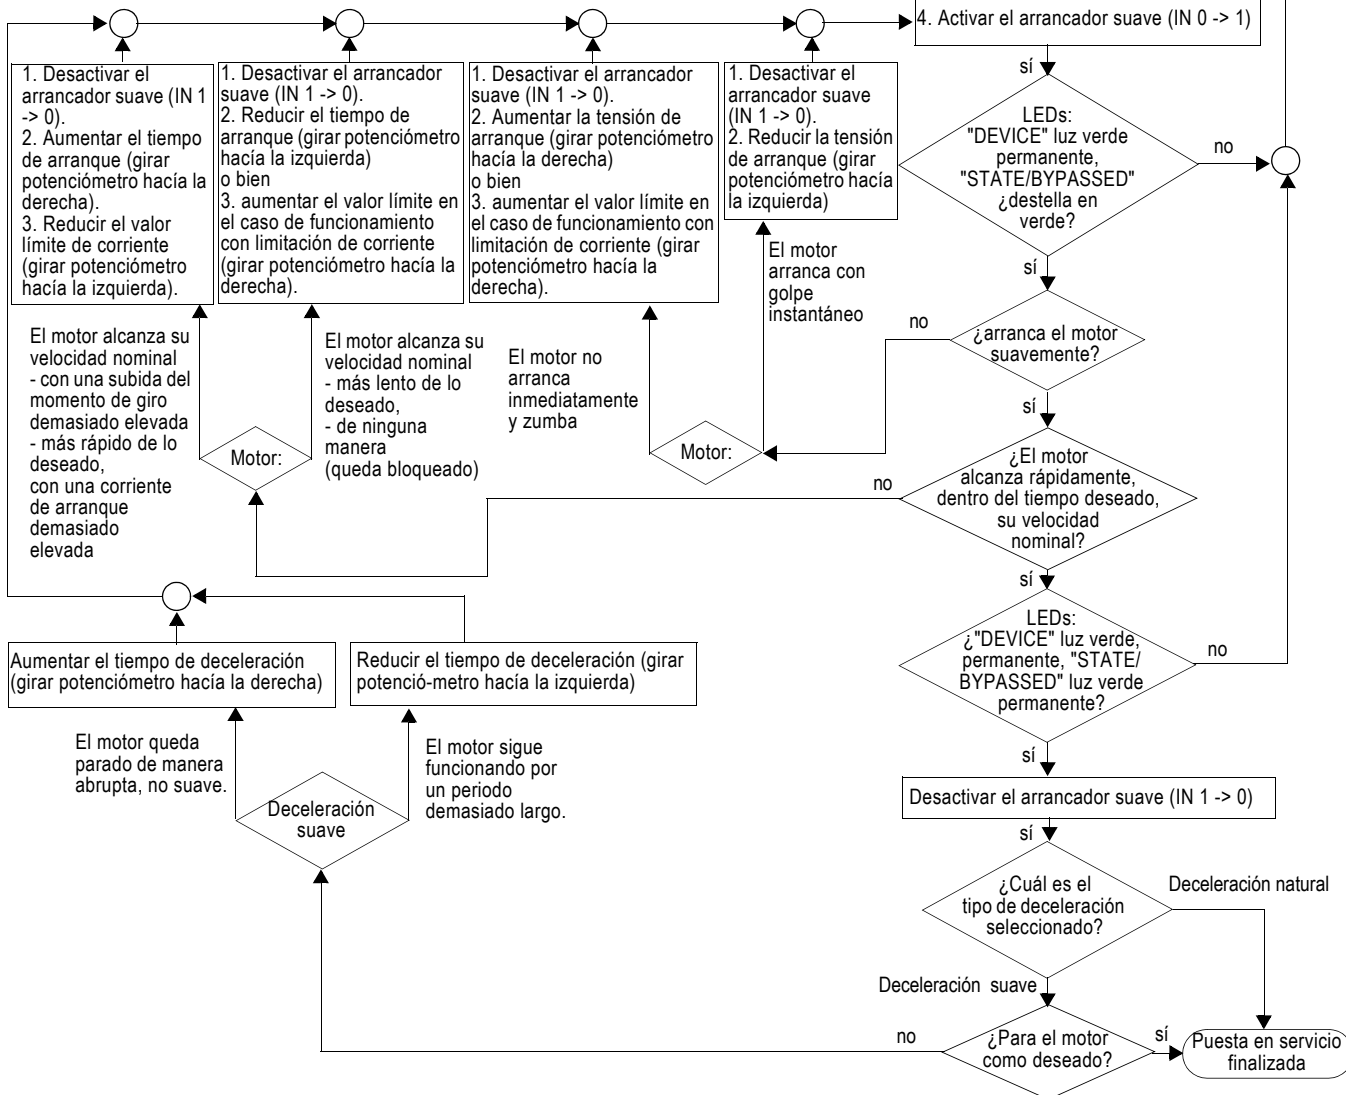 4. Activar el arrancador suave (IN 0 -> 1)
1. Desactivar el
arrancador suave (IN 1
-> 0).
2. Aumentar el tiempo
de arranque (girar
potenciómetro hacía la
derecha).
3. Reducir el valor
límite de corriente
(girar potenciómetro
hacía la izquierda).
1. Desactivar el arrancador
suave (IN 1 -> 0).
2. Reducir el tiempo de
arranque (girar potenciómetro
hacía la izquierda)
o bien
3. aumentar el valor límite en
el caso de funcionamiento
con limitación de corriente
(girar potenciómetro hacía la
derecha).
1. Desactivar el arrancador
suave (IN 1 -> 0).
2. Aumentar la tensión de
arranque (girar potenciómetro
hacía la derecha)
o bien
3. aumentar el valor límite en
el caso de funcionamiento con
limitación de corriente (girar
potenciómetro hacía la
derecha).
1. Desactivar el
arrancador suave
(IN 1 -> 0).
2. Reducir la tensión
de arranque (girar
potenciómetro hacía
la izquierda)
sí
LEDs:
"DEVICE" luz verde
permanente,
"STATE/BYPASSED"
¿destella en
verde?
no
sí
El motor
arranca con
golpe
instantáneo
no
¿arranca el motor
suavemente?
El motor alcanza su
velocidad nominal
- con una subida del
momento de giro
demasiado elevada
- más rápido de lo
deseado,
con una corriente
de arranque
demasiado
elevada
Motor:
El motor alcanza su
velocidad nominal
- más lento de lo
deseado,
- de ninguna
manera
(queda bloqueado)
El motor no
arranca
inmediatamente
y zumba
Motor:
sí
¿El motor
alcanza rápidamente,
dentro del tiempo deseado,
su velocidad
nominal?
no
sí
LEDs:
¿"DEVICE" luz verde,
permanente, "STATE/
BYPASSED" luz verde
permanente?
no
Aumentar el tiempo de deceleración
(girar potenciómetro hacía la derecha)
Reducir el tiempo de deceleración (girar
potenció-metro hacía la izquierda)
El motor queda
parado de manera
abrupta, no suave.
Deceleración
suave
El motor sigue
funcionando por
un periodo
demasiado largo.
sí
Desactivar el arrancador suave (IN 1 -> 0)
sí
¿Cuál es el
tipo de deceleración
seleccionado?
Deceleración natural
Deceleración suave
no
¿Para el motor
como deseado?
sí
Puesta en servicio
finalizada